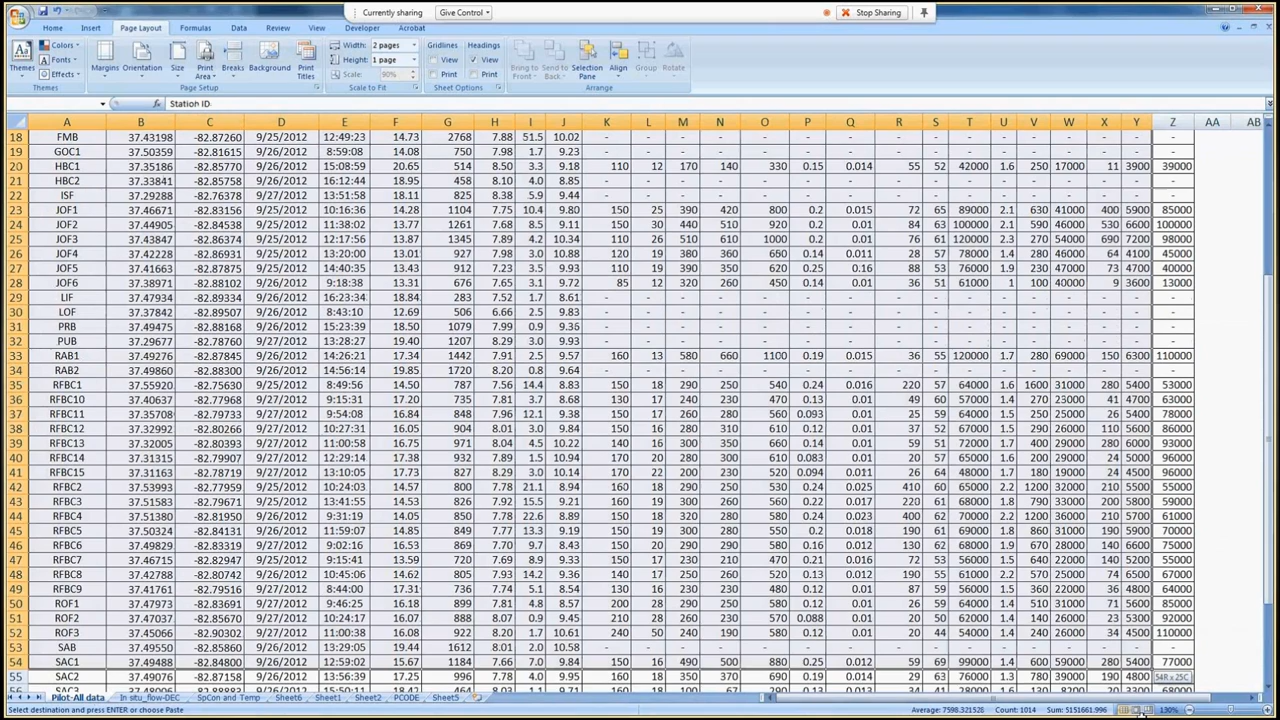 Currently sharing Give Control Stop Sharing
Home Insert Page Layout Formulas Data Review View Developer Acrobat
Themes Colors Fonts Effects Margins Orientation Size Print Area Breaks Background Print Titles Width: 2 pages Height: 1 page Scale: 90% Gridlines View Print Headings View Print Bring to Front Send to Back Selection Pane Align Group Rotate
Themes Page Setup Scale to Fit Sheet Options Arrange
Station ID
A B C D E F G H I J K L M N O P Q R S T U V W X Y Z AA AB
18 FMB 37.43198 -82.87260 9/25/2012 12:49:23 14.73 2768 7.88 51.5 10.02 - - - - - - - - - - - - - - - -
19 GOC1 37.50359 -82.81615 9/26/2012 8:59:08 14.08 750 7.98 1.7 9.23 - - - - - - - - - - - - - - - -
20 HBC1 37.35186 -82.85770 9/26/2012 15:08:59 20.65 514 8.50 3.3 9.18 110 12 170 140 330 0.15 0.014 55 52 42000 1.6 250 17000 11 3900 39000
21 HBC2 37.33841 -82.85758 9/26/2012 16:12:44 18.95 458 8.10 4.0 8.85 - - - - - - - - - - - - - - - -
22 ISF 37.29288 -82.76378 9/27/2012 13:51:58 18.11 825 8.38 5.9 9.44 - - - - - - - - - - - - - - - -
23 JOF1 37.46671 -82.83156 9/25/2012 10:16:36 14.28 1104 7.75 10.4 9.80 150 25 390 420 800 0.2 0.015 72 65 89000 2.1 630 41000 400 5900 85000
24 JOF2 37.44905 -82.84538 9/25/2012 11:38:02 13.77 1261 7.68 8.5 9.11 150 30 440 510 920 0.2 0.01 84 63 100000 2.1 590 46000 530 6600 100000
25 JOF3 37.43847 -82.86374 9/25/2012 12:17:56 13.87 1345 7.89 4.2 10.34 110 26 510 610 1000 0.2 0.01 76 61 120000 2.3 270 54000 690 7200 98000
26 JOF4 37.42228 -82.86931 9/25/2012 13:20:00 13.01 912 7.70 3.0 10.88 120 19 380 360 650 0.14 0.011 28 57 78000 1.4 280 46000 64 4100 45000
27 JOF5 37.41663 -82.87875 9/25/2012 14:40:35 13.43 927 7.23 3.5 9.93 110 19 390 350 620 0.25 0.16 88 53 76000 1.9 230 47000 73 4700 40000
28 JOF6 37.38971 -82.88102 9/26/2012 9:18:38 13.31 676 7.65 3.1 9.72 85 12 320 260 450 0.14 0.01 36 51 61000 1 100 40000 9 3600 13000
29 LIF 37.47934 -82.89334 9/26/2012 16:23:34 18.84 283 7.52 1.7 8.61 - - - - - - - - - - - - - - - -
30 LOF 37.37842 -82.89507 9/26/2012 8:43:10 12.69 506 6.66 2.5 9.83 - - - - - - - - - - - - - - - -
31 PRB 37.49475 -82.88168 9/26/2012 15:23:39 18.50 1079 7.99 0.9 9.36 - - - - - - - - - - - - - - - -
32 PUB 37.29677 -82.78760 9/27/2012 13:28:27 19.40 1207 8.29 3.0 9.93 - - - - - - - - - - - - - - - -
33 RAB1 37.49276 -82.87845 9/26/2012 14:26:21 17.34 1442 7.91 2.5 9.57 160 13 580 660 1100 0.19 0.015 36 55 120000 1.7 280 69000 150 6300 110000
34 RAB2 37.49860 -82.88300 9/26/2012 14:56:14 19.85 1720 8.20 0.8 9.64 - - - - - - - - - - - - - - - -
35 RFBC1 37.55920 -82.75630 9/25/2012 8:49:56 14.50 787 7.56 14.4 8.83 150 18 290 250 540 0.24 0.016 220 57 64000 1.6 1600 31000 280 5400 53000
36 RFBC10 37.40637 -82.77968 9/27/2012 9:15:31 17.20 735 7.71 3.7 8.68 130 17 240 230 470 0.13 0.01 49 60 57000 1.4 270 23000 41 4700 63000
37 RFBC11 37.35708 -82.79733 9/27/2012 9:54:08 16.84 848 7.96 12.1 9.38 150 17 260 280 560 0.093 0.01 37 59 64000 1.5 250 25000 26 5400 78000
38 RFBC12 37.32992 -82.80266 9/27/2012 10:27:31 16.05 904 8.03 1.4 9.57 150 16 280 310 610 0.12 0.01 37 52 67000 1.5 290 26000 110 5600 86000
39 RFBC13 37.32005 -82.80393 9/27/2012 11:00:58 16.75 971 8.04 4.5 10.22 140 16 300 330 660 0.14 0.01 59 51 72000 1.7 400 29000 280 6000 93000
40 RFBC14 37.31315 -82.79907 9/27/2012 12:29:14 17.38 932 7.89 1.5 10.94 170 20 280 300 610 0.083 0.01 20 57 65000 1.4 200 29000 24 5000 96000
41 RFBC15 37.31163 -82.78719 9/27/2012 13:10:05 17.73 827 8.29 3.0 10.14 170 22 200 230 520 0.094 0.011 26 64 48000 1.7 180 19000 24 4500 96000
42 RFBC2 37.53993 -82.77959 9/25/2012 10:24:03 14.57 800 7.78 21.1 8.94 160 19 290 260 530 0.24 0.025 410 60 65000 2.2 1200 32000 210 5500 55000
43 RFBC3 37.51583 -82.79671 9/25/2012 13:41:55 14.53 826 7.92 15.5 9.21 160 19 300 260 560 0.22 0.017 220 61 67000 1.8 790 33000 200 5800 59000
44 RFBC4 37.51380 -82.81950 9/26/2012 9:31:19 14.05 850 7.77 22.6 8.89 160 18 320 280 580 0.24 0.023 400 62 70000 2.2 1200 36000 210 5700 61000
45 RFBC5 37.50324 -82.83123 9/26/2012 11:59:07 14.85 828 7.77 13.3 9.19 150 19 300 280 550 0.2 0.018 190 61 69000 1.8 860 31000 190 5900 55000
46 RFBC6 37.49829 -82.83319 9/27/2012 9:02:16 16.53 869 7.70 9.7 8.43 150 20 290 290 580 0.16 0.012 130 62 68000 1.9 670 28000 140 6600 65000
47 RFBC7 37.46715 -82.82947 9/25/2012 9:15:41 13.59 760 7.71 8.9 9.33 150 18 230 210 470 0.21 0.016 72 53 56000 1.4 640 22000 140 5200 55000
48 RFBC8 37.42788 -82.80742 9/26/2012 10:45:06 14.62 805 7.93 14.2 9.36 140 17 250 250 520 0.13 0.012 190 55 61000 2.2 570 25000 74 6500 67000
49 RFBC9 37.41761 -82.79516 9/27/2012 8:44:00 17.31 736 7.74 5.1 8.54 130 16 230 230 480 0.12 0.01 87 59 56000 1.4 250 22000 36 4800 64000
50 ROF1 37.47973 -82.83691 9/27/2012 9:46:25 16.18 899 7.81 4.8 8.57 200 28 290 280 580 0.12 0.01 26 59 64000 1.4 510 31000 71 5600 85000
51 ROF2 37.47037 -82.85670 9/27/2012 10:24:17 16.06 888 8.07 0.9 9.45 210 28 260 230 570 0.088 0.01 20 50 62000 1.4 410 31000 23 5300 92000
52 ROF3 37.45066 -82.90302 9/27/2012 11:00:38 16.08 922 8.20 1.7 10.61 240 50 240 190 580 0.12 0.01 20 44 54000 1.4 240 26000 34 4500 110000
53 SAB 37.49550 -82.85860 9/26/2012 13:29:05 19.44 1612 8.01 2.0 10.58 - - - - - - - - - - - - - - - -
54 SAC1 37.49488 -82.84800 9/26/2012 12:59:02 15.67 1184 7.66 7.0 9.84 150 16 490 500 880 0.25 0.012 59 69 99000 1.4 400 59000 280 5400 77000
55 SAC2 37.49424 -82.86900 9/26/2012 13:56:39 17.25 943 7.77 4.0 9.95 150 17 350 360 690 0.19 0.014 29 63 76000 1.3 780 39000 190 4800 54R x 25C
Pilot-All data In situ_flow-DEC SpCon and Temp Sheet6 Sheet2 PCODE Sheet1
Select destination and press ENTER or choose Paste Average: 7598.321528 Count: 1014 Sum: 5151661.996 130%